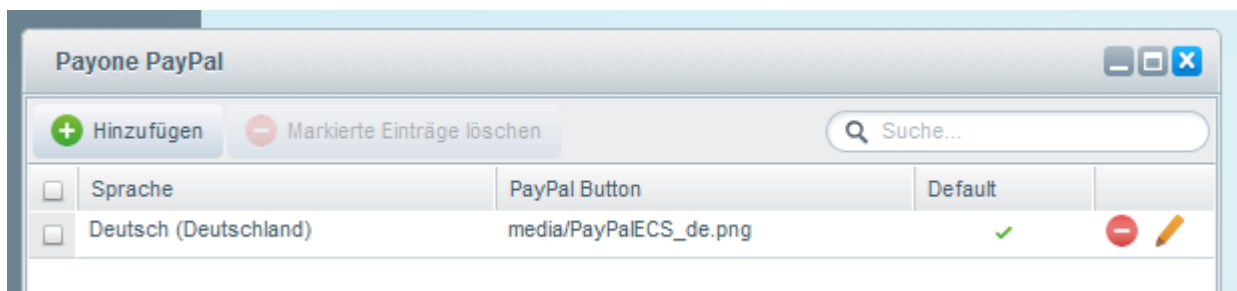 Payone PayPal
Hinzufügen Markierte Einträge löschen Suche...
Sprache PayPal Button Default
Deutsch (Deutschland) media/PayPalECS_de.png